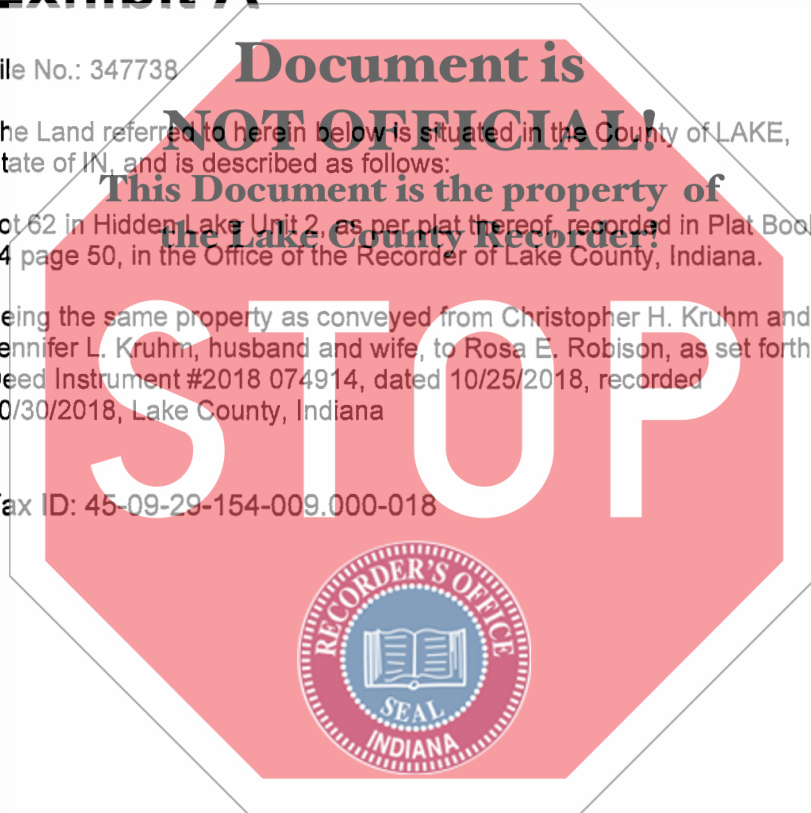 Exhibit A
ile No.: 347738
Document is
NOT OFFICIAL!
he Land referred to herein below is situated in the County of LAKE,
tate of IN, and is described as follows:
This Document is the property of
the Lake County Recorder!
ot 62 in Hidden Lake Unit 2, as per plat thereof, recorded in Plat Boo
4 page 50, in the Office of the Recorder of Lake County, Indiana.
eing the same property as conveyed from Christopher H. Kruhm and
ennifer L. Kruhm, husband and wife, to Rosa E. Robison, as set forth
eed Instrument #2018 074914, dated 10/25/2018, recorded
0/30/2018, Lake County, Indiana
STOP
ax ID: 45-09-29-154-009.000-018
RECORDER'S OFFICE
SEAL
INDIANA